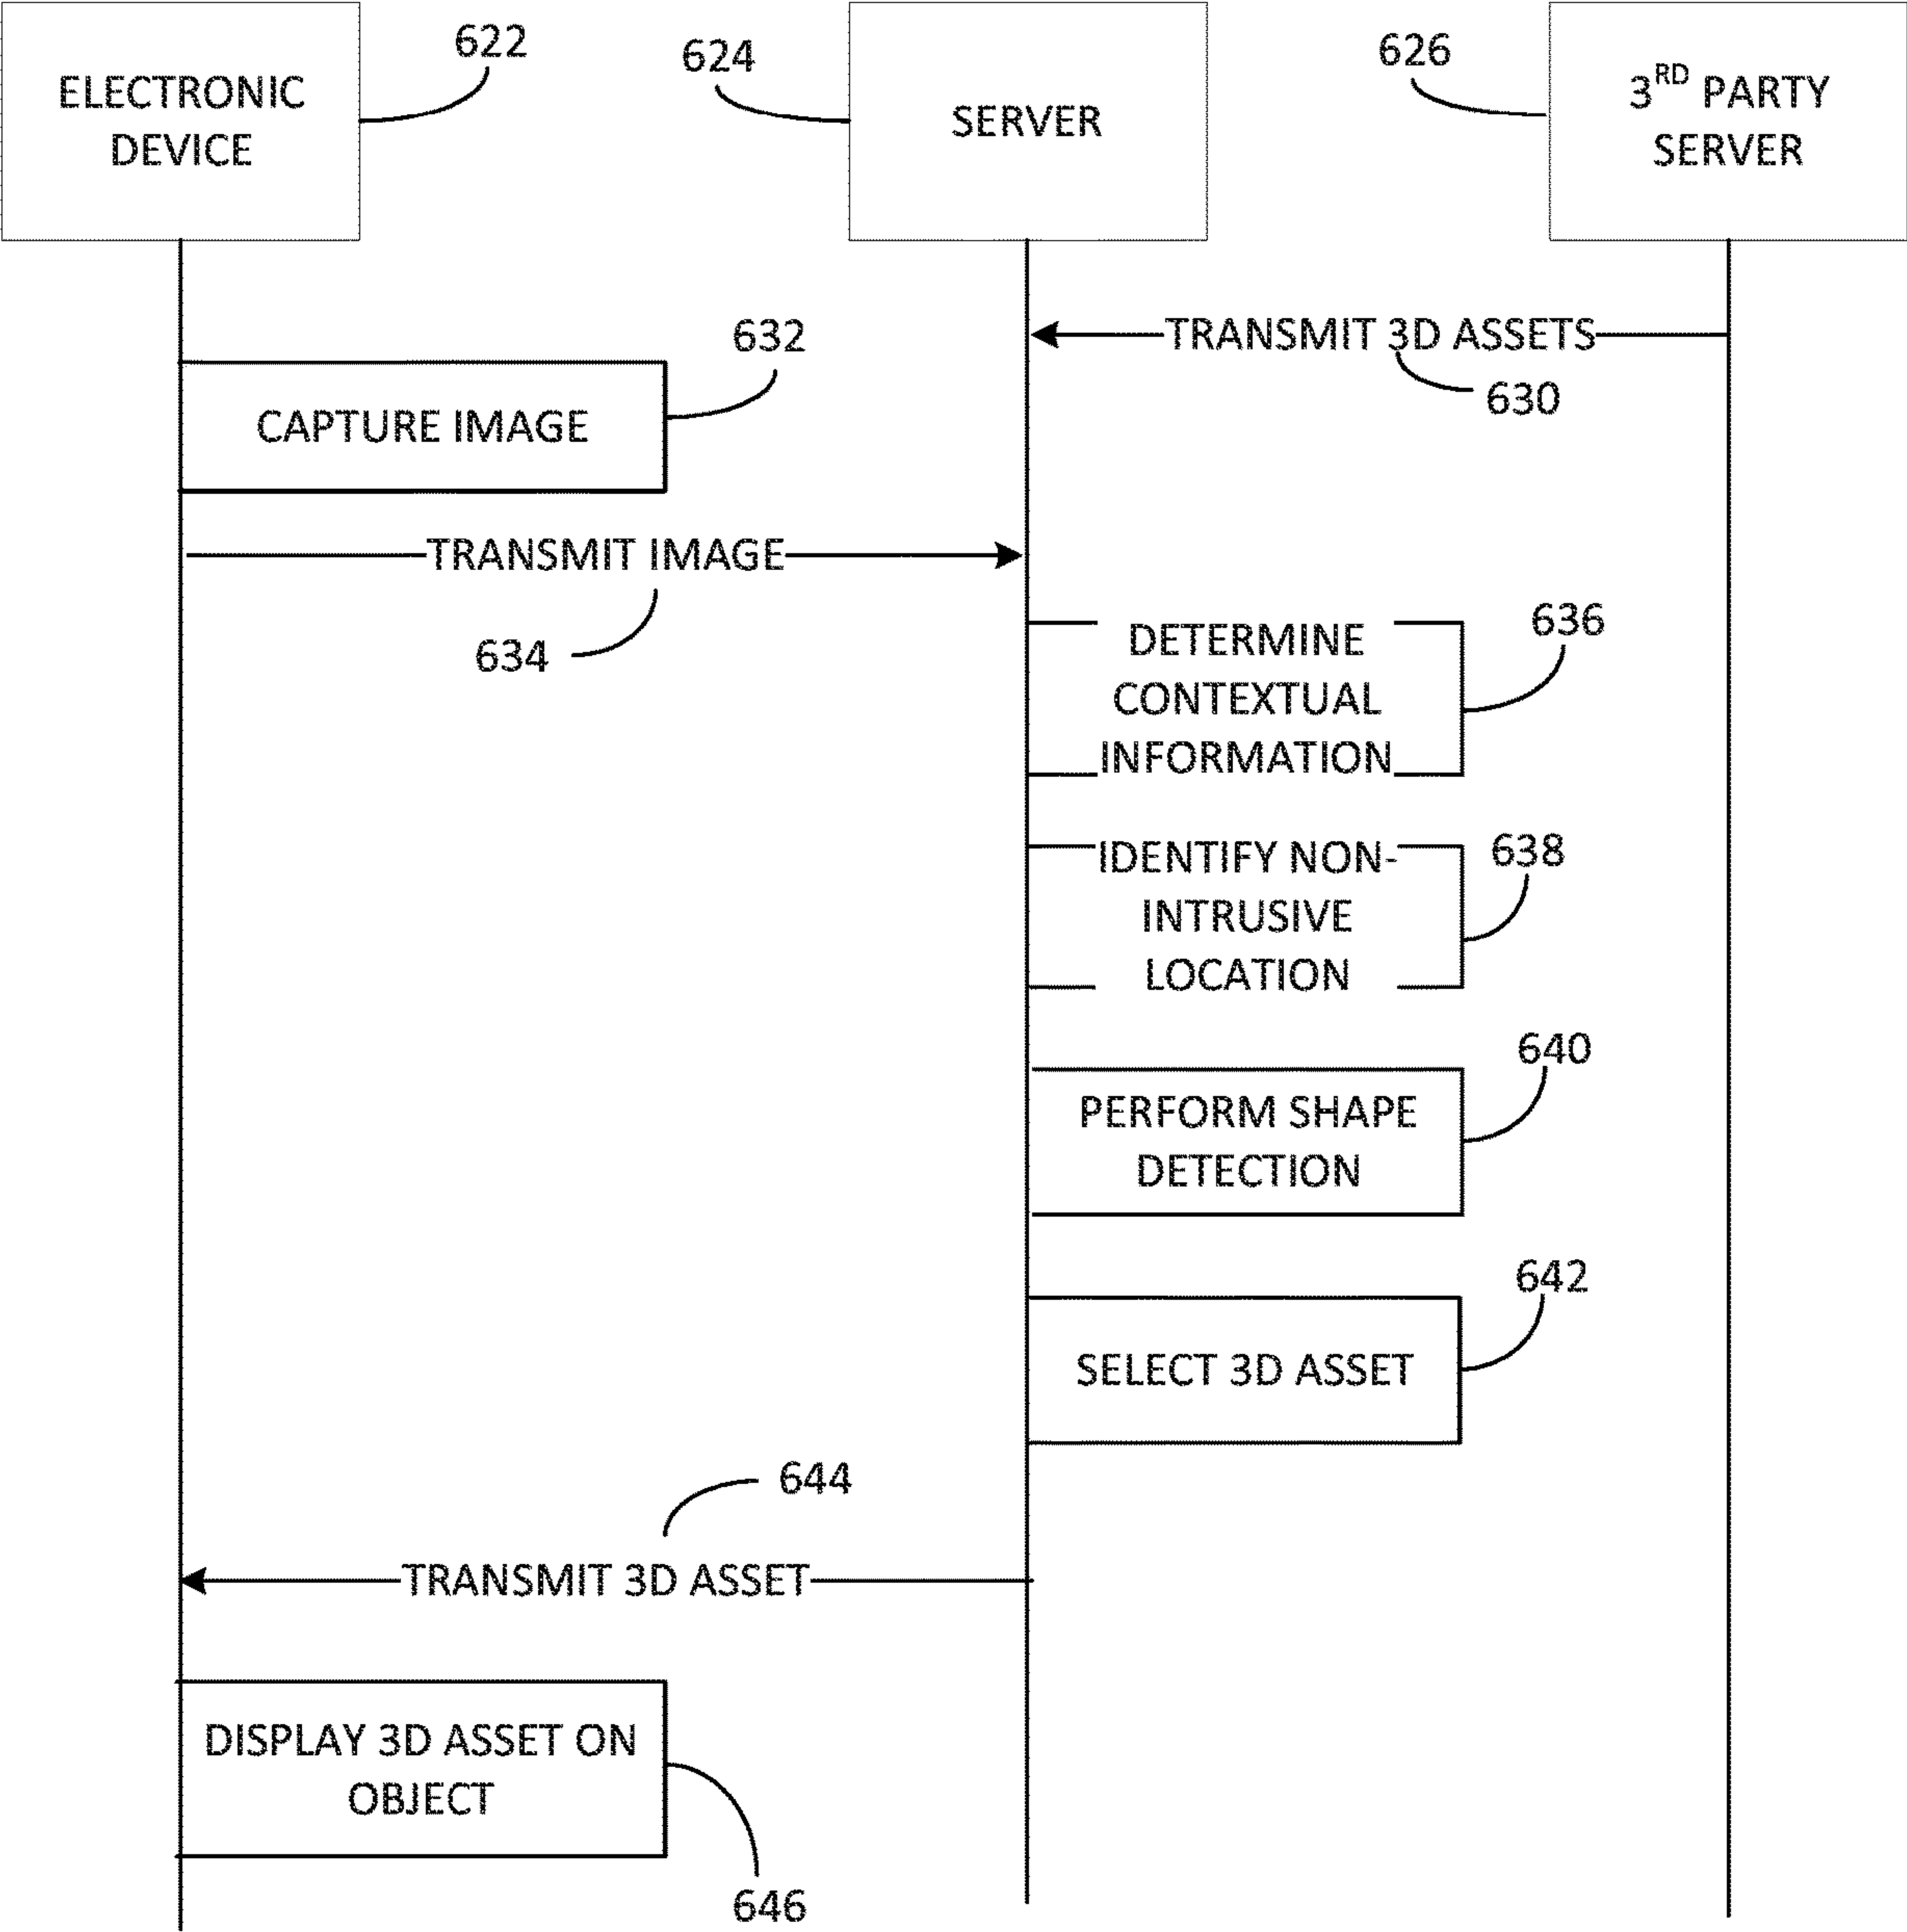 ELECTRONIC
DEVICE
622
624
SERVER
626
3RD PARTY
SERVER
TRANSMIT 3D ASSETS
630
632
CAPTURE IMAGE
TRANSMIT IMAGE
634
DETERMINE
CONTEXTUAL
INFORMATION
636
IDENTIFY NON-
INTRUSIVE
LOCATION
638
PERFORM SHAPE
DETECTION
640
SELECT 3D ASSET
642
644
TRANSMIT 3D ASSET
DISPLAY 3D ASSET ON
OBJECT
646